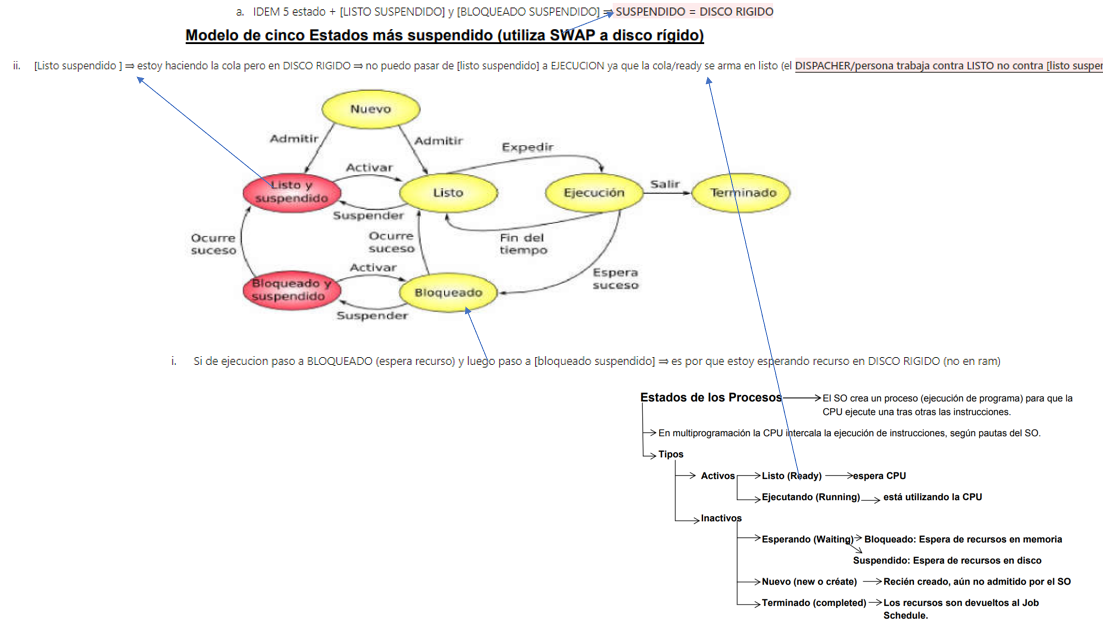 a. IDEM 5 estado + [LISTO SUSPENDIDO] y [BLOQUEADO SUSPENDIDO] ⇒ SUSPENDIDO = DISCO RIGIDO
Modelo de cinco Estados más suspendido (utiliza SWAP a disco rígido)
ii. [Listo suspendido ] ⇒ estoy haciendo la cola pero en DISCO RIGIDO ⇒ no puedo pasar de [listo suspendido] a EJECUCION ya que la cola/ready se arma en listo (el DISPACHER/persona trabaja contra LISTO no contra [listo suspen
Nuevo
Admitir
Admitir
Expedir
Activar
Listo y
suspendido
Listo
Ejecución
Salir
Terminado
Suspender
Ocurre
suceso
Ocurre
suceso
Fin del
tiempo
Activar
Espera
suceso
Bloqueado y
suspendido
Bloqueado
Suspender
i. Si de ejecucion paso a BLOQUEADO (espera recurso) y luego paso a [bloqueado suspendido] ⇒ es por que estoy esperando recurso en DISCO RIGIDO (no en ram)
Estados de los Procesos
El SO crea un proceso (ejecución de programa) para que la
CPU ejecute una tras otras las instrucciones.
En multiprogramación la CPU intercala la ejecución de instrucciones, según pautas del SO.
Tipos
Activos
Listo (Ready)
espera CPU
Ejecutando (Running)
está utilizando la CPU
Inactivos
Esperando (Waiting)
Bloqueado: Espera de recursos en memoria
Suspendido: Espera de recursos en disco
Nuevo (new o créate)
Recién creado, aún no admitido por el SO
Terminado (completed)
Los recursos son devueltos al Job
Schedule.